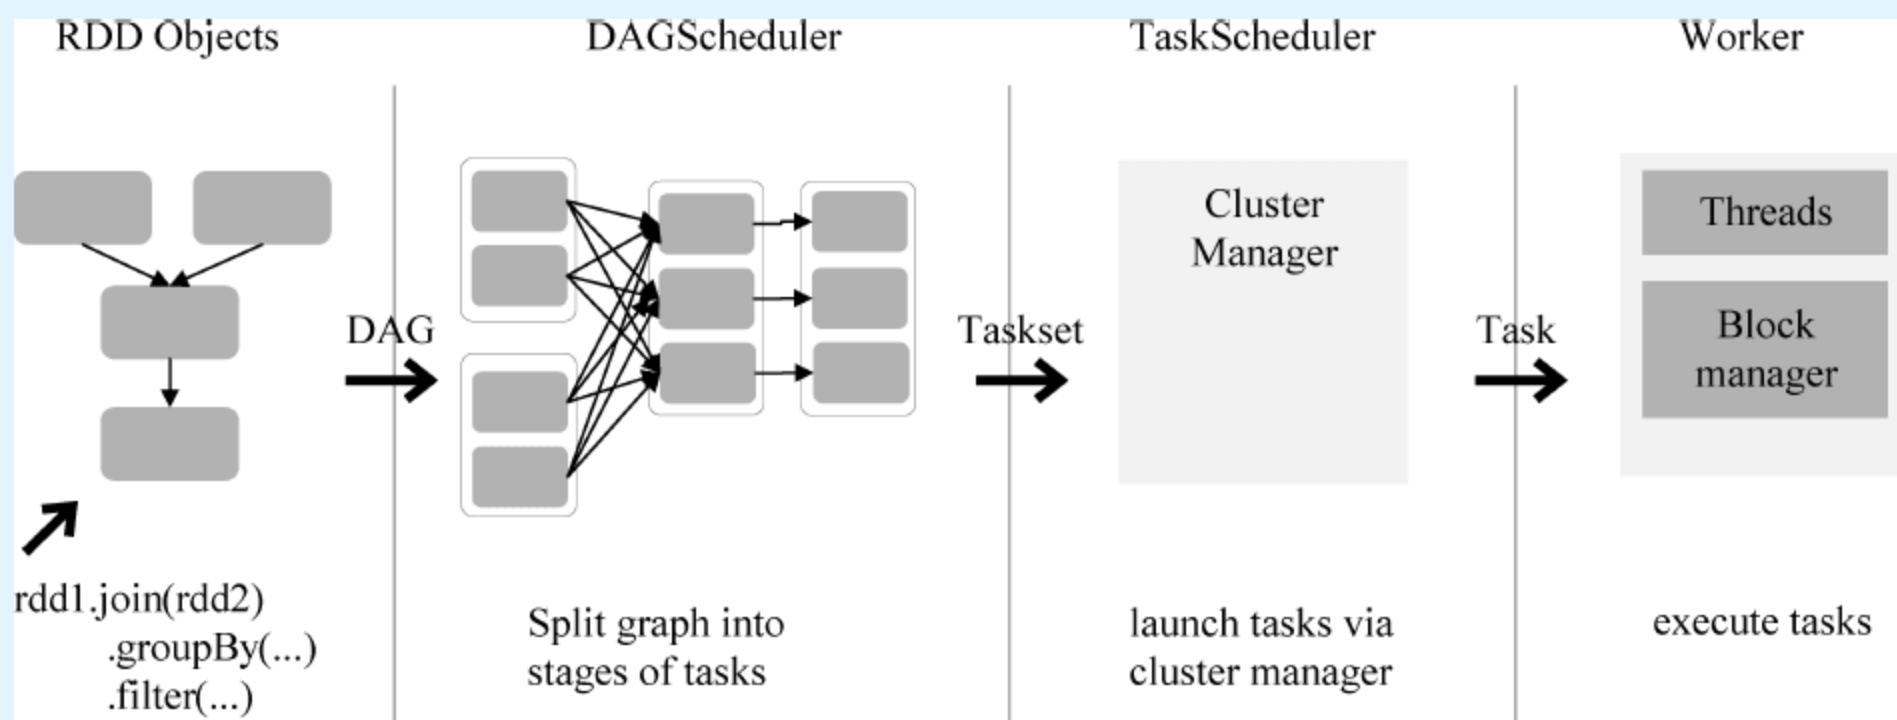 RDD Objects
DAGScheduler
TaskScheduler
Worker
DAG
Taskset
Cluster
Manager
Task
Threads
Block
manager
rdd1.join(rdd2)
.groupBy(...)
.filter(...)
Split graph into
stages of tasks
launch tasks via
cluster manager
execute tasks